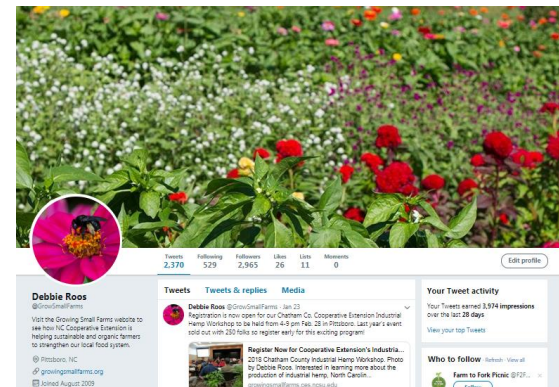 Tweets Following Followers Likes Lists Moments
2,370 529 2,965 26 11 0
Edit profile
Debbie Roos
@GrowSmallFarms
Visit the Growing Small Farms website to
see how NC Cooperative Extension is
helping sustainable and organic farmers
to strengthen our local food system.
Pittsboro, NC
growingsmallfarms.org
Joined August 2009
Tweets Tweets & replies Media
Debbie Roos @GrowSmallFarms · Jan 23
Registration is now open for our Chatham County Cooperative Extension Industrial
Hemp Workshop to be held from 4-9 pm Feb. 28 in Pittsboro. Last year's event
sold out with 250 folks so register early for this exciting program!
Register Now for Cooperative Extension's Industria...
2018 Chatham County Industrial Hemp Workshop. Photo
by Debbie Roos. Interested in learning more about the
production of industrial hemp, North Carolin...
growingsmallfarms.ces.ncsu.edu
Your Tweet activity
Your Tweets earned 3,974 impressions
over the last 28 days
View your top Tweets
Who to follow · Refresh · View all
Farm to Fork Picnic @F2F...
Follow